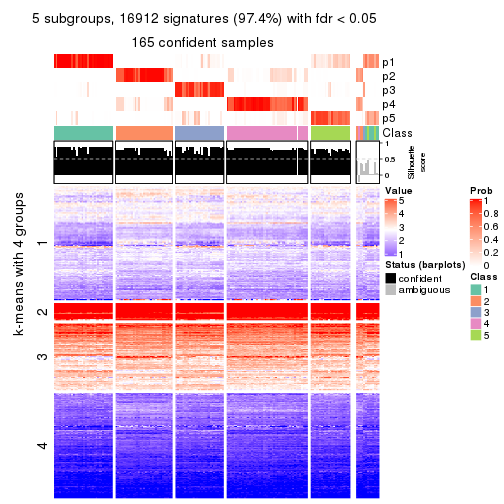 5 subgroups, 16912 signatures (97.4%) with fdr < 0.05
165 confident samples
p1
p2
p3
p4
p5
Class
1
0.5
0
Silhouette
score
k-means with 4 groups
1
2
3
4
Value
5
4
3
2
1
Status (barplots)
confident
ambiguous
Prob
1
0.8
0.6
0.4
0.2
0
Class
1
2
3
4
5